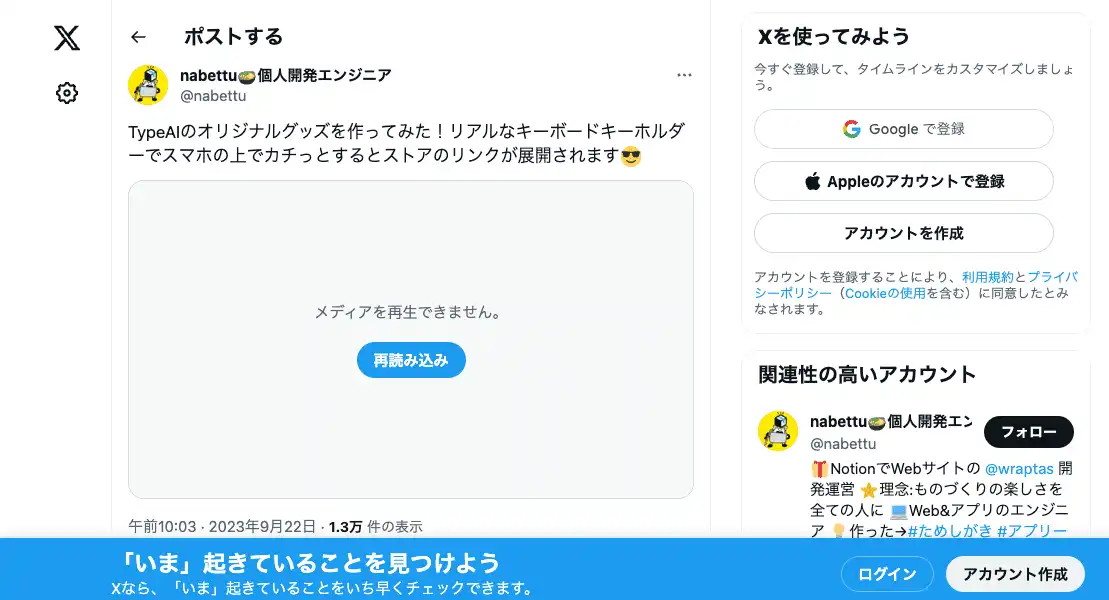 ポストする
nabettu🍲個人開発エンジニア
@nabettu
TypeAIのオリジナルグッズを作ってみた！リアルなキーボードキーホルダ
ーでスマホの上でカチっとするとストアのリンクが展開されます😎
メディアを再生できません。
再読み込み
午前10:03 · 2023年9月22日 · 1.3万 件の表示
Xを使ってみよう
今すぐ登録して、タイムラインをカスタマイズしましょ
う。
Google で登録
Appleのアカウントで登録
アカウントを作成
アカウントを登録することにより、利用規約とプライバ
シーポリシー（Cookieの使用を含む）に同意したとみ
なされます。
関連性の高いアカウント
nabettu🍲個人開発エン
@nabettu
フォロー
🎁NotionでWebサイトの @wraptas 開
発運営 ⭐理念:ものづくりの楽しさを
全ての人に 💻Web&アプリのエンジニ
ア 💡作った→#ためしがき #アプリー
「いま」起きていることを見つけよう
Xなら、「いま」起きていることをいち早くチェックできます。
ログイン
アカウント作成